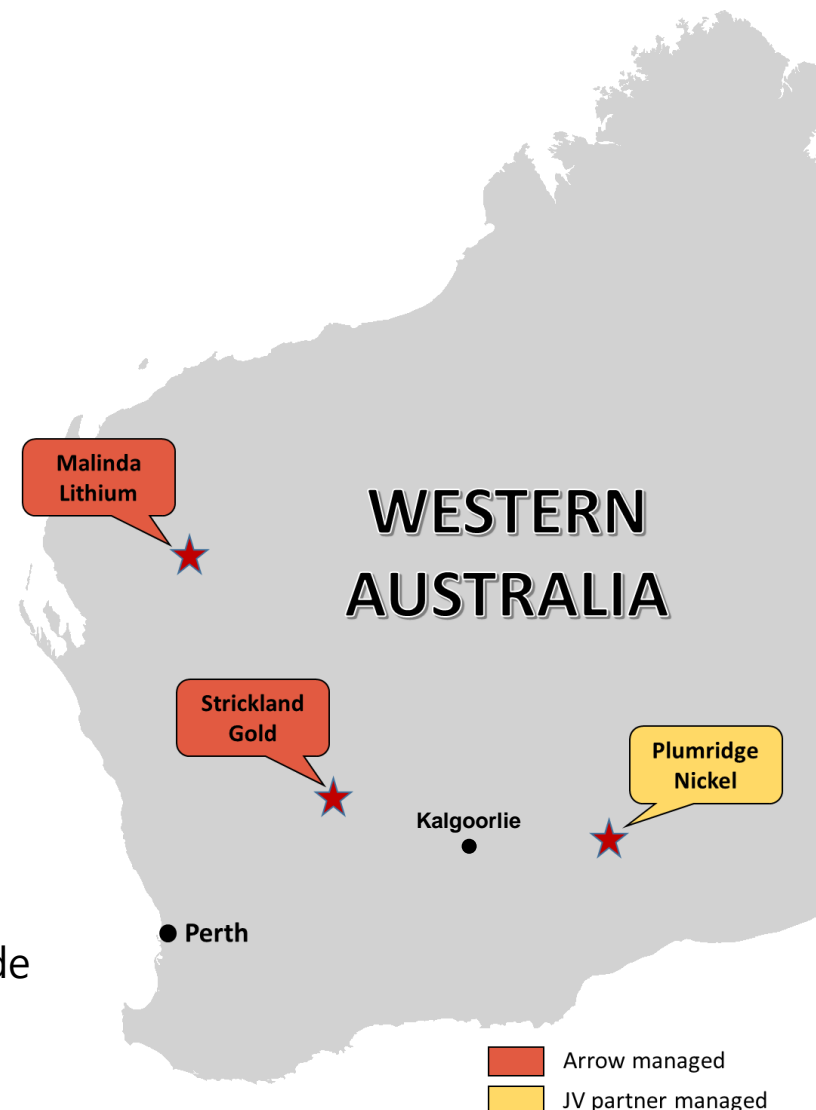 Malinda
Lithium
WESTERN
AUSTRALIA
Strickland
Gold
Plumridge
Nickel
Kalgoorlie
Perth
Arrow managed
JV partner managed